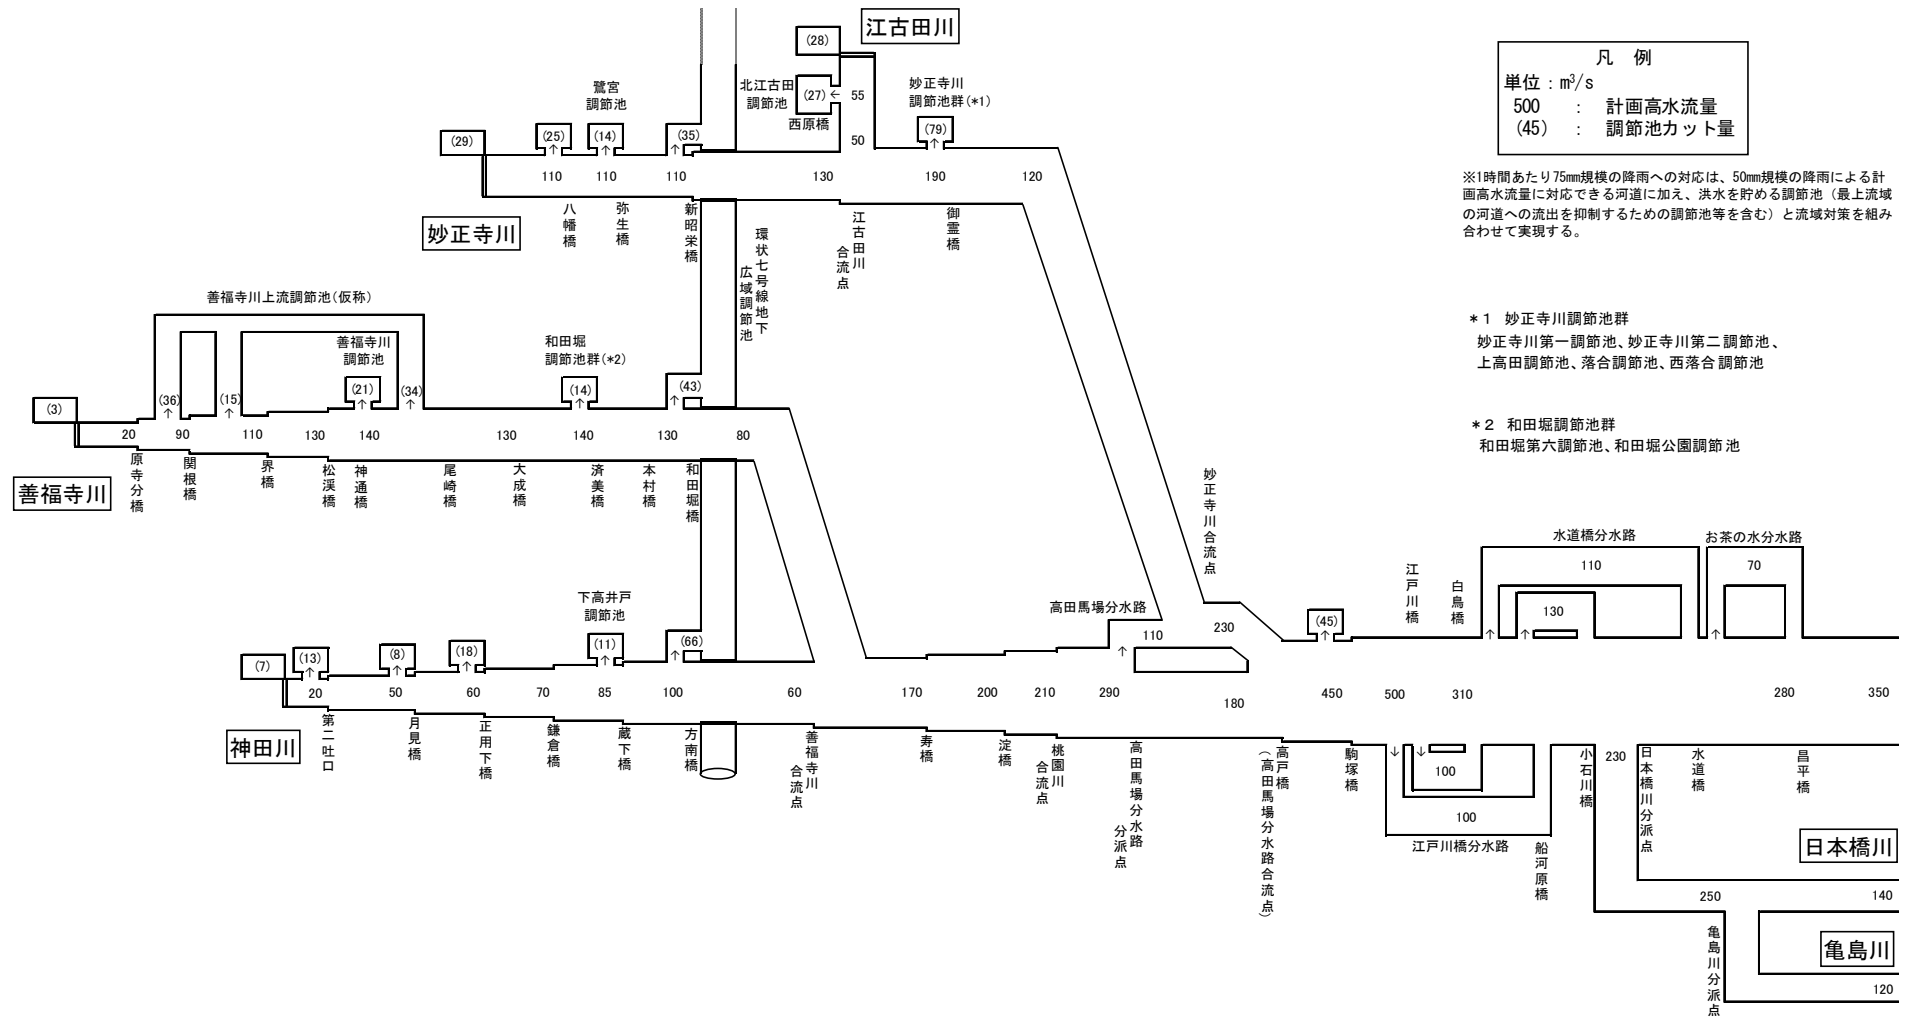 江古田川
(28)
北江古田
調節池
(27)
←
55
西原橋
50
妙正寺川
調節池群(*1)
(79)
↑
鷺宮
調節池
(29)
(25)
↑
(14)
↑
(35)
↑
110
110
110
130
190
120
妙正寺川
八幡橋
弥生橋
新昭栄橋
環状七号線地下
広域調節池
江古田川
合流点
御霊橋
凡 例
単位:m³/s
500 : 計画高水流量
(45) : 調節池カット量
※1時間あたり75mm規模の降雨への対応は、50mm規模の降雨による計
画高水流量に対応できる河道に加え、洪水を貯める調節池（最上流域
の河道への流出を抑制するための調節池等を含む）と流域対策を組み
合わせて実現する。
*1 妙正寺川調節池群
妙正寺川第一調節池、妙正寺川第二調節池、
上高田調節池、落合調節池、西落合調節池
*2 和田堀調節池群
和田堀第六調節池、和田堀公園調節池
善福寺川上流調節池(仮称)
善福寺川
調節池
和田堀
調節池群(*2)
(3)
(36)
↑
(15)
↑
(21)
↑
(34)
↑
(14)
↑
(43)
↑
20
90
110
130
140
130
140
130
80
善福寺川
原寺分橋
関根橋
界橋
松渓橋
神通橋
尾崎橋
大成橋
済美橋
本村橋
和田堀橋
妙正寺川合流点
下高井戸
調節池
高田馬場分水路
(7)
(13)
↑
(8)
↑
(18)
↑
(11)
↑
(66)
↑
110
↑
230
(45)
↑
江戸川橋
白鳥橋
水道橋分水路
110
↑
130
↑
お茶の水分水路
70
↑
20
50
60
70
85
100
60
170
200
210
290
180
450
500
310
280
350
神田川
第二吐口
月見橋
正用下橋
鎌倉橋
蔵下橋
方南橋
善福寺川
合流点
寿橋
淀橋
桃園川
合流点
高田馬場分水路
分派点
高戸橋
(高田馬場分水路合流点)
駒塚橋
↓
↓
100
100
江戸川橋分水路
船河原橋
小石川橋
230
日本橋川分派点
水道橋
昌平橋
日本橋川
250
140
亀島川分派点
亀島川
120